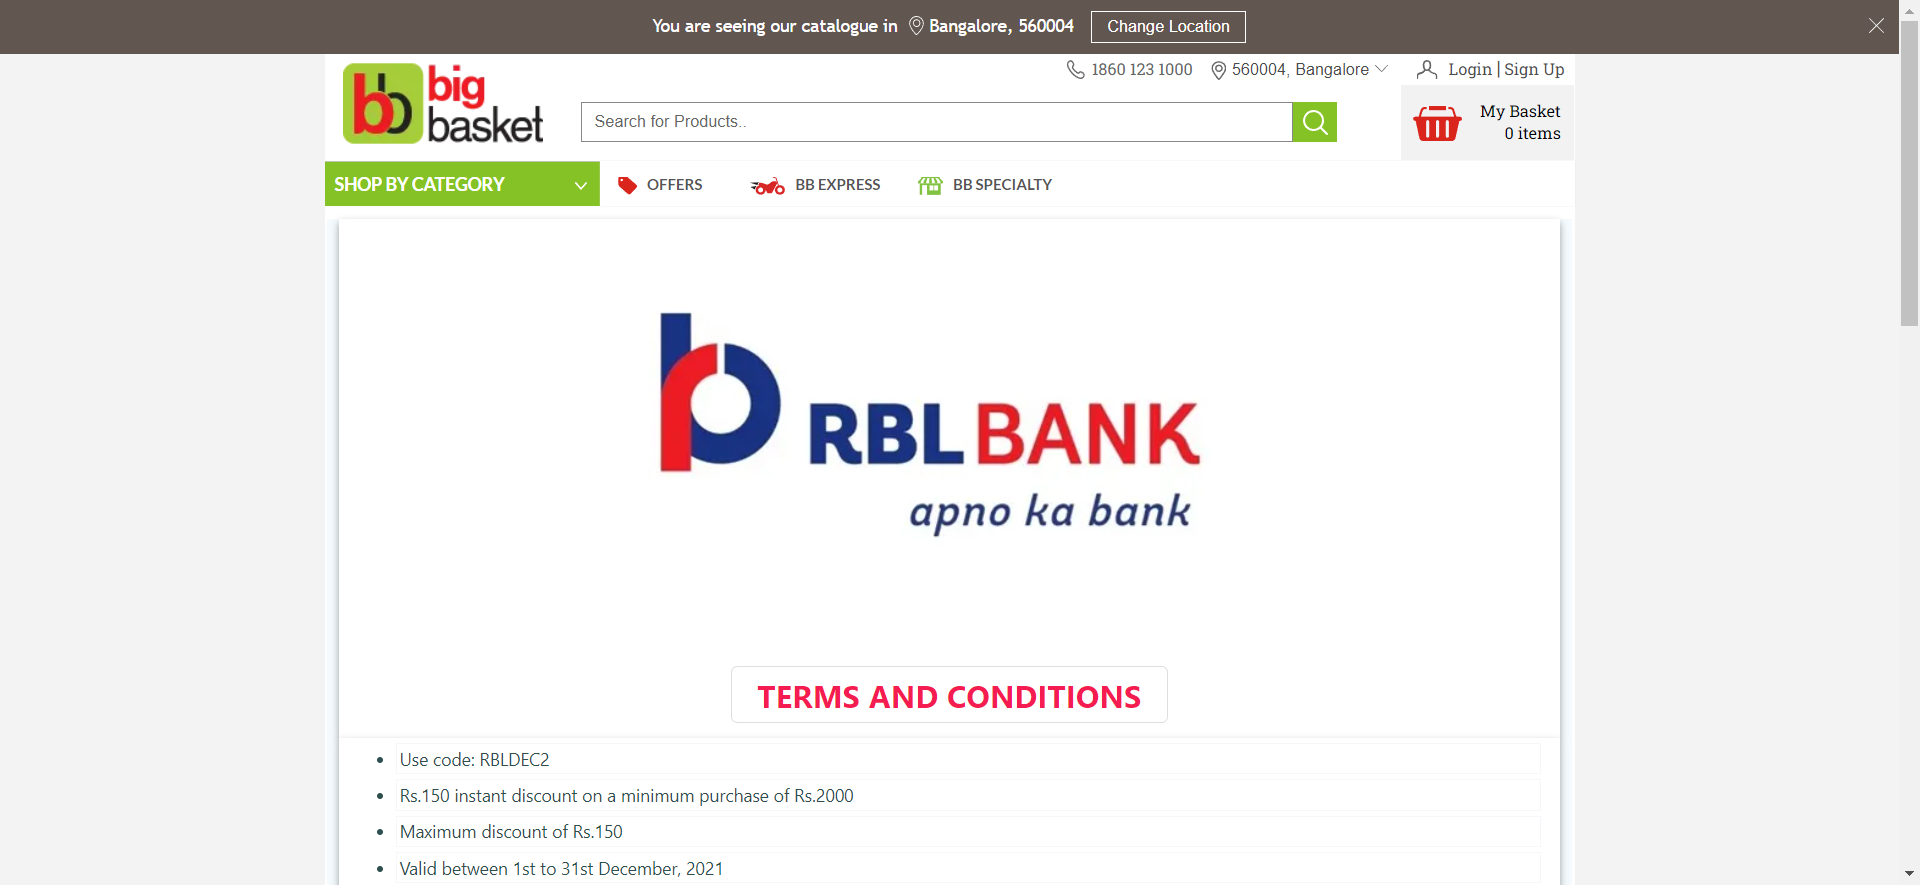 You are seeing our catalogue in Bangalore, 560004 Change Location
1860 123 1000 560004, Bangalore Login | Sign Up
bb big basket
Search for Products..
My Basket
0 items
SHOP BY CATEGORY OFFERS BB EXPRESS BB SPECIALTY
RBL BANK
apno ka bank
TERMS AND CONDITIONS
• Use code: RBLDEC2
• Rs.150 instant discount on a minimum purchase of Rs.2000
• Maximum discount of Rs.150
• Valid between 1st to 31st December, 2021